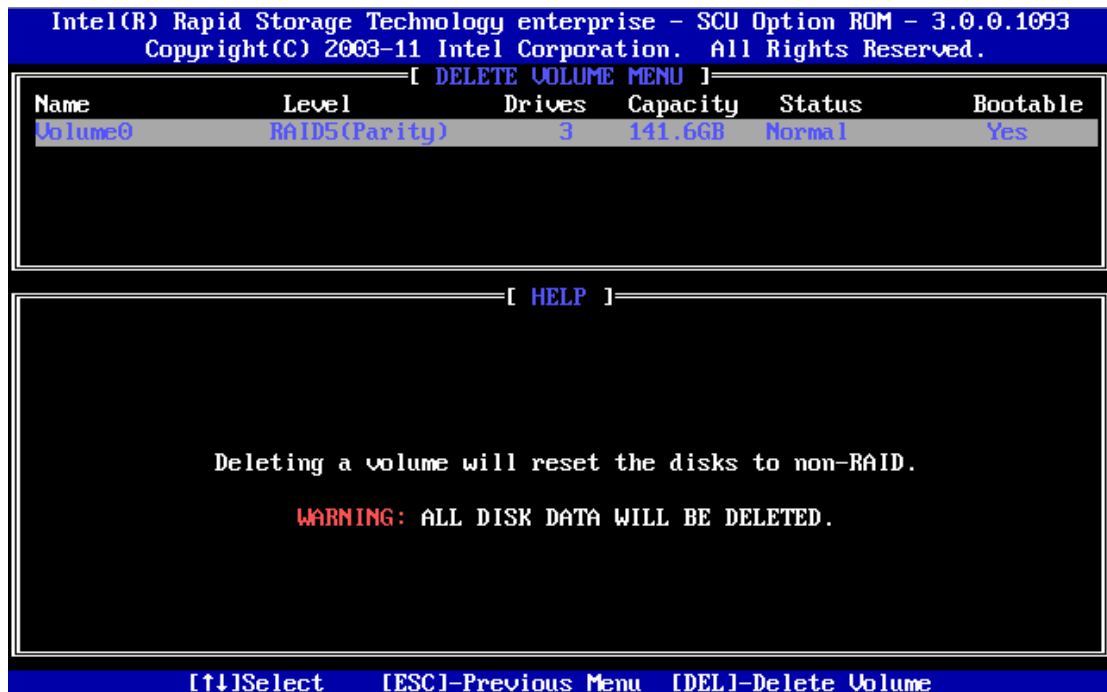 Intel(R) Rapid Storage Technology enterprise - SCU Option ROM - 3.0.0.1093
Copyright(C) 2003-11 Intel Corporation.  All Rights Reserved.
[ DELETE VOLUME MENU ]
Name Level Drives Capacity Status Bootable
Volume0 RAID5(Parity) 3 141.6GB Normal Yes
[ HELP ]
Deleting a volume will reset the disks to non-RAID.
WARNING: ALL DISK DATA WILL BE DELETED.
[↑↓]Select [ESC]-Previous Menu [DEL]-Delete Volume